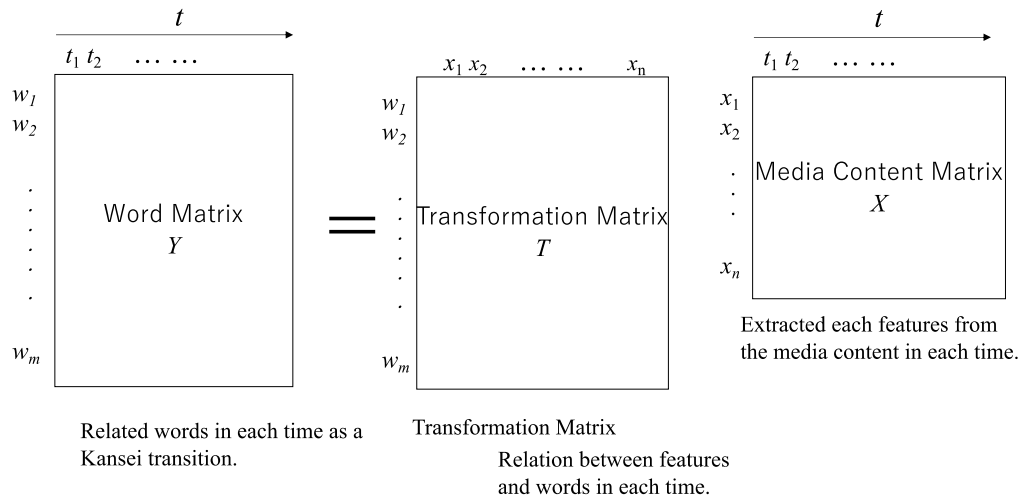 t
t1 t2 … …
w1
w2
.
.
.
.
.
.
.
wm
Word Matrix
Y
Related words in each time as a
Kansei transition.
=
x1 x2 … … xn
w1
w2
.
.
.
.
.
.
.
wm
Transformation Matrix
T
Transformation Matrix
Relation between features
and words in each time.
t
t1 t2 … …
x1
x2
.
.
.
xn
Media Content Matrix
X
Extracted each features from
the media content in each time.